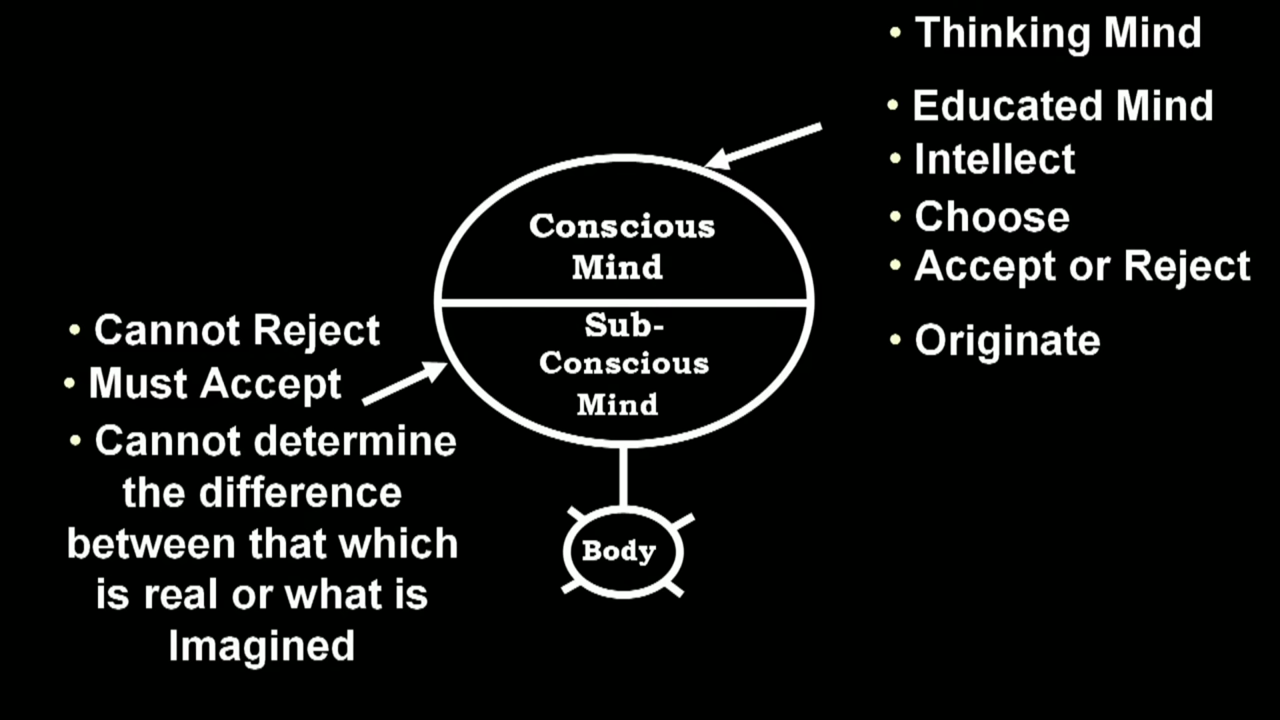 • Thinking Mind
• Educated Mind
• Intellect
• Choose
• Accept or Reject
• Originate
Conscious
Mind
Sub-
Conscious
Mind
• Cannot Reject
• Must Accept
• Cannot determine
the difference
between that which
is real or what is
Imagined
Body